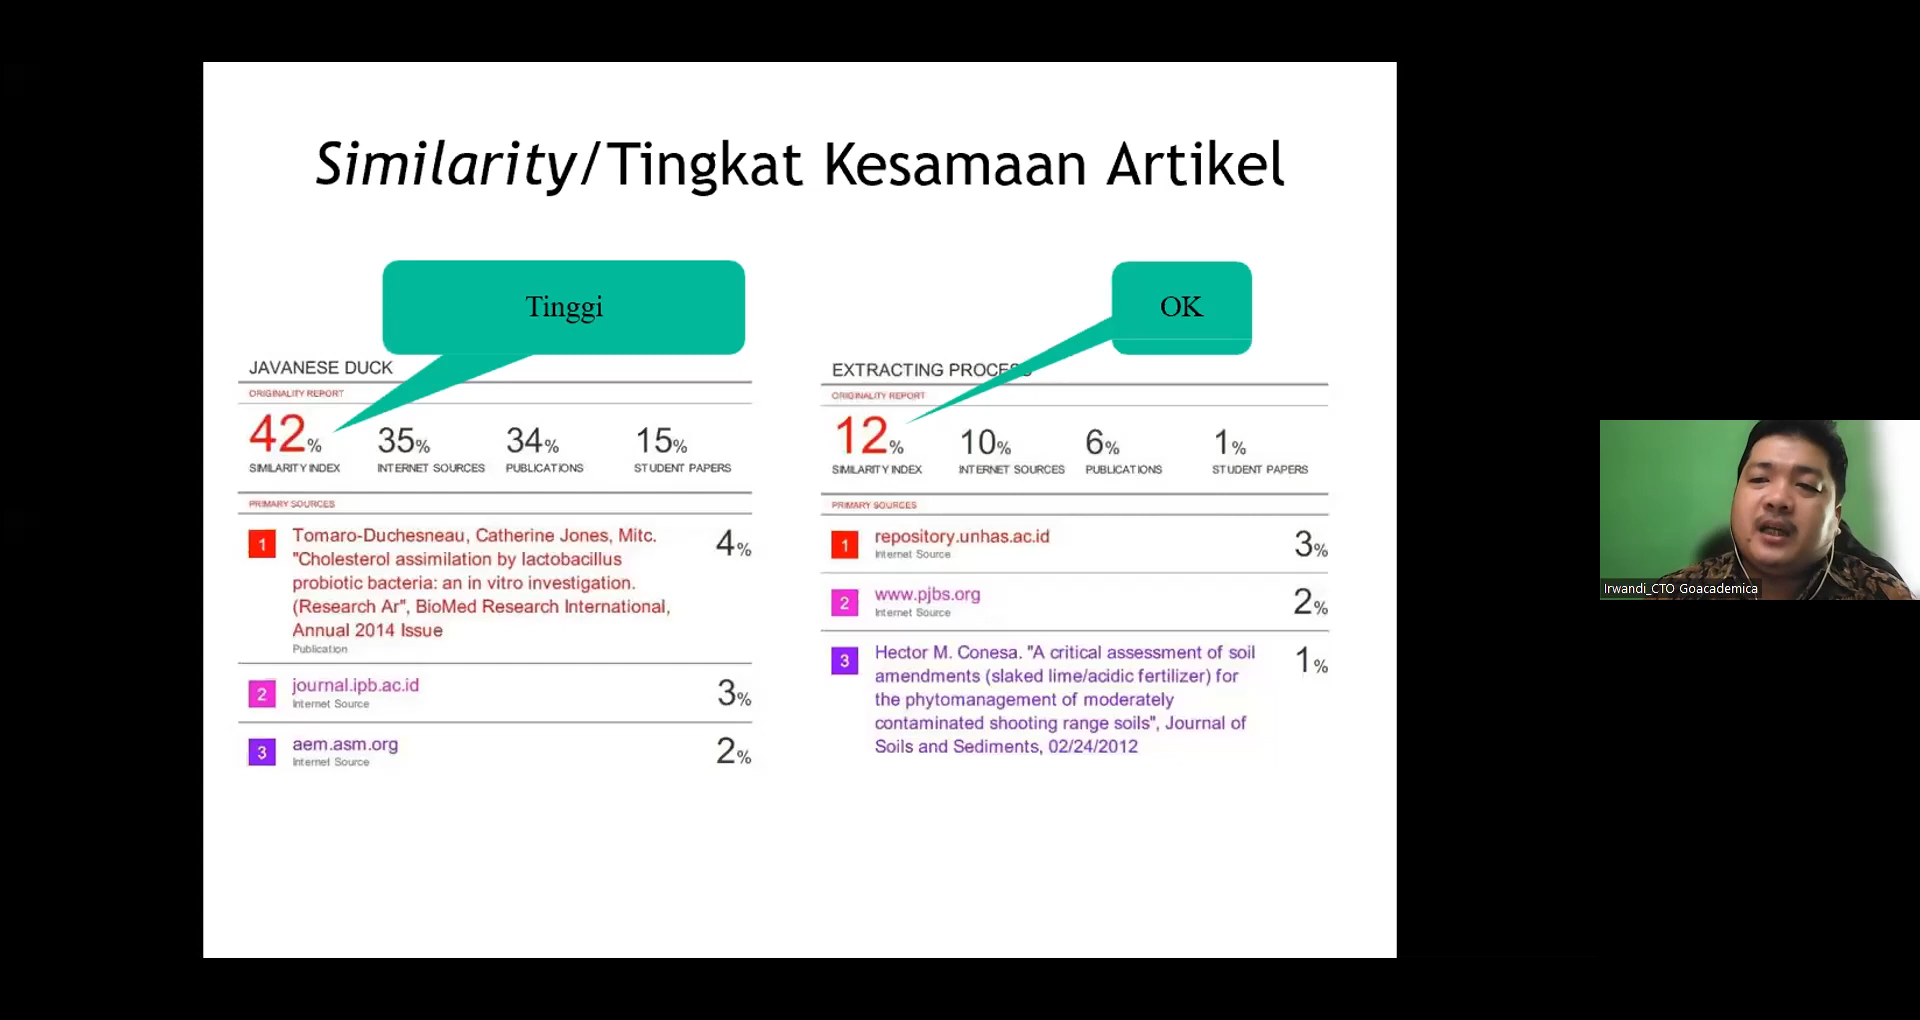 Similarity/Tingkat Kesamaan Artikel
Tinggi
OK
JAVANESE DUCK
ORIGINALITY REPORT
42%
35%
34%
15%
SIMILARITY INDEX
INTERNET SOURCES
PUBLICATIONS
STUDENT PAPERS
PRIMARY SOURCES
1
Tomaro-Duchesneau, Catherine Jones, Mitc.
"Cholesterol assimilation by lactobacillus
probiotic bacteria: an in vitro investigation.
(Research Ar", BioMed Research International,
Annual 2014 Issue
Publication
4%
2
journal.ipb.ac.id
Internet Source
3%
3
aem.asm.org
Internet Source
2%
EXTRACTING PROCESS
ORIGINALITY REPORT
12%
10%
6%
1%
SIMILARITY INDEX
INTERNET SOURCES
PUBLICATIONS
STUDENT PAPERS
PRIMARY SOURCES
1
repository.unhas.ac.id
Internet Source
3%
2
www.pjbs.org
Internet Source
2%
3
Hector M. Conesa. "A critical assessment of soil
amendments (slaked lime/acidic fertilizer) for
the phytomanagement of moderately
contaminated shooting range soils", Journal of
Soils and Sediments, 02/24/2012
1%
Irwandi_CTO Goacademica